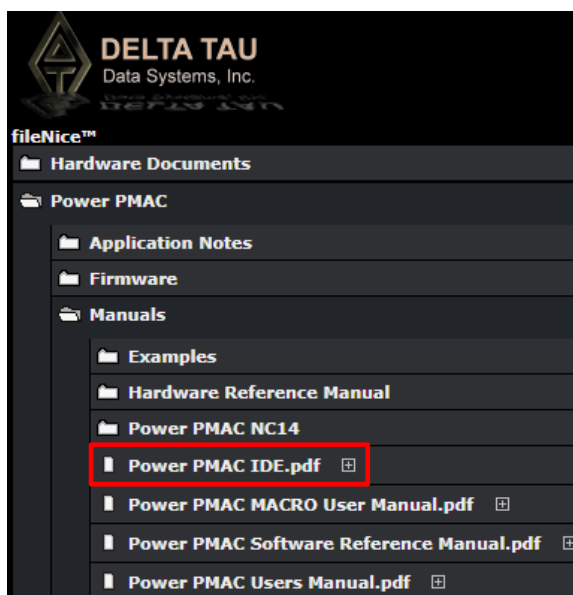 DELTA TAU
Data Systems, Inc.
fileNice™
Hardware Documents
Power PMAC
Application Notes
Firmware
Manuals
Examples
Hardware Reference Manual
Power PMAC NC14
Power PMAC IDE.pdf
Power PMAC MACRO User Manual.pdf
Power PMAC Software Reference Manual.pdf
Power PMAC Users Manual.pdf